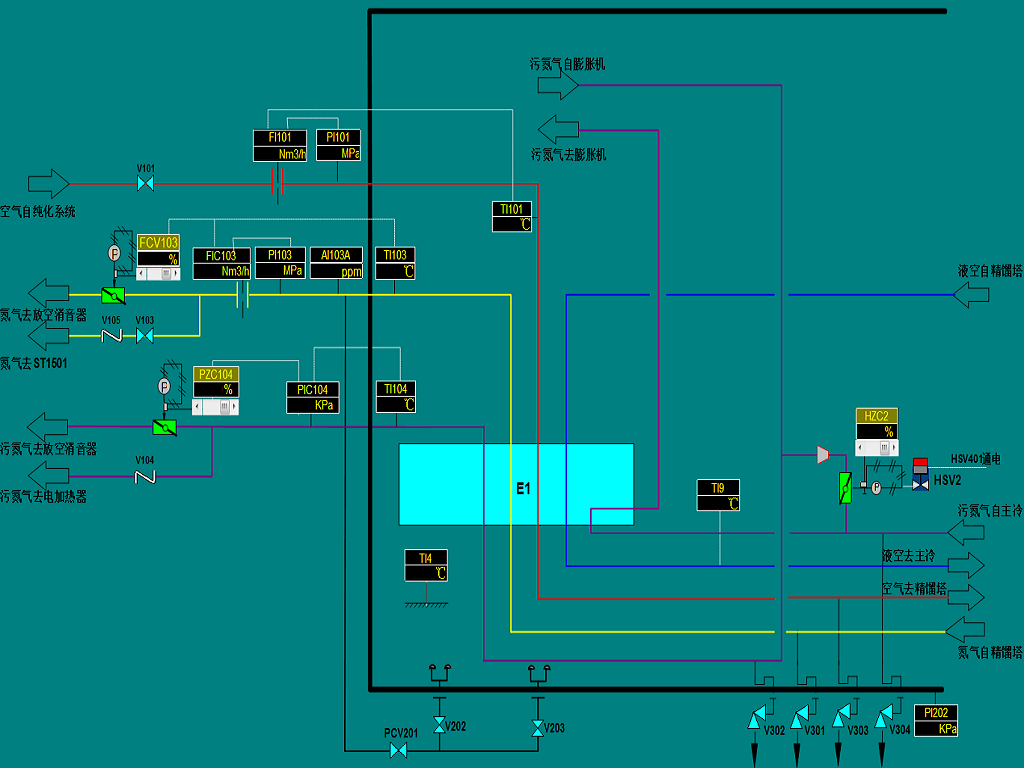 污氮气自膨胀机
污氮气去膨胀机
FI101
Nm3/h
PI101
MPa
V101
空气自纯化系统
TI101
℃
FCV103
%
P
FIC103
Nm3/h
PI103
MPa
AI103A
ppm
TI103
℃
液空自精馏塔
氮气去放空消音器
V105
V103
氮气去ST1501
PZC104
%
P
PIC104
KPa
TI104
℃
污氮气去放空消音器
V104
污氮气去电加热器
HZC2
%
P
HSV401通电
HSV2
E1
TI9
℃
污氮气自主冷
液空去主冷
空气去精馏塔
氮气自精馏塔
TI4
℃
PCV201
V202
V203
V302
V301
V303
V304
PI202
KPa